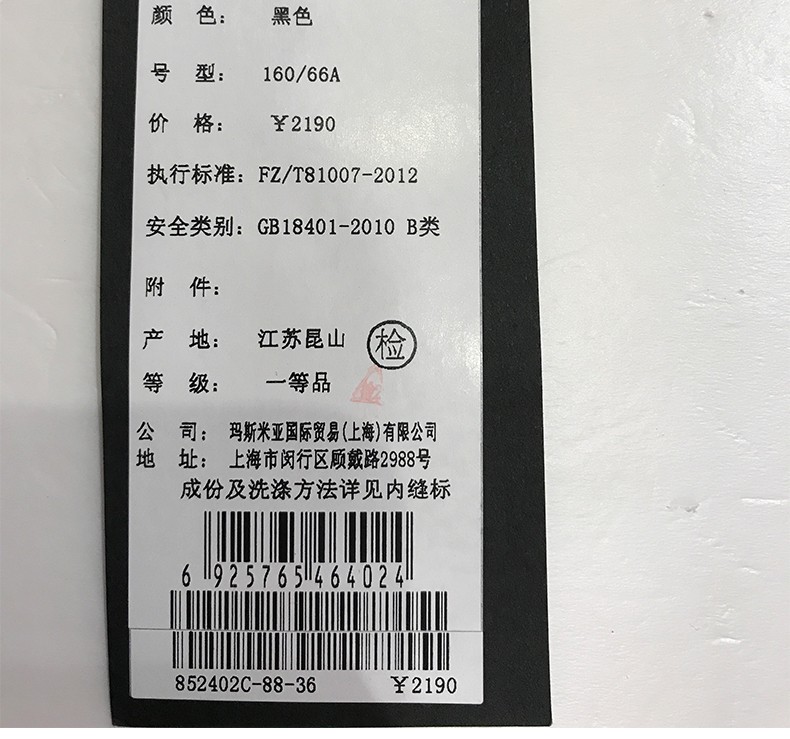 颜 色： 黑色
号 型： 160/66A
价 格： ￥2190
执行标准：FZ/T81007-2012
安全类别：GB18401-2010 B类
附 件：
产 地： 江苏昆山 检
等 级： 一等品
公 司： 玛斯米亚国际贸易(上海)有限公司
地 址： 上海市闵行区顾戴路2988号
成份及洗涤方法详见内缝标
6 925765 464024
852402C-88-36 ￥2190